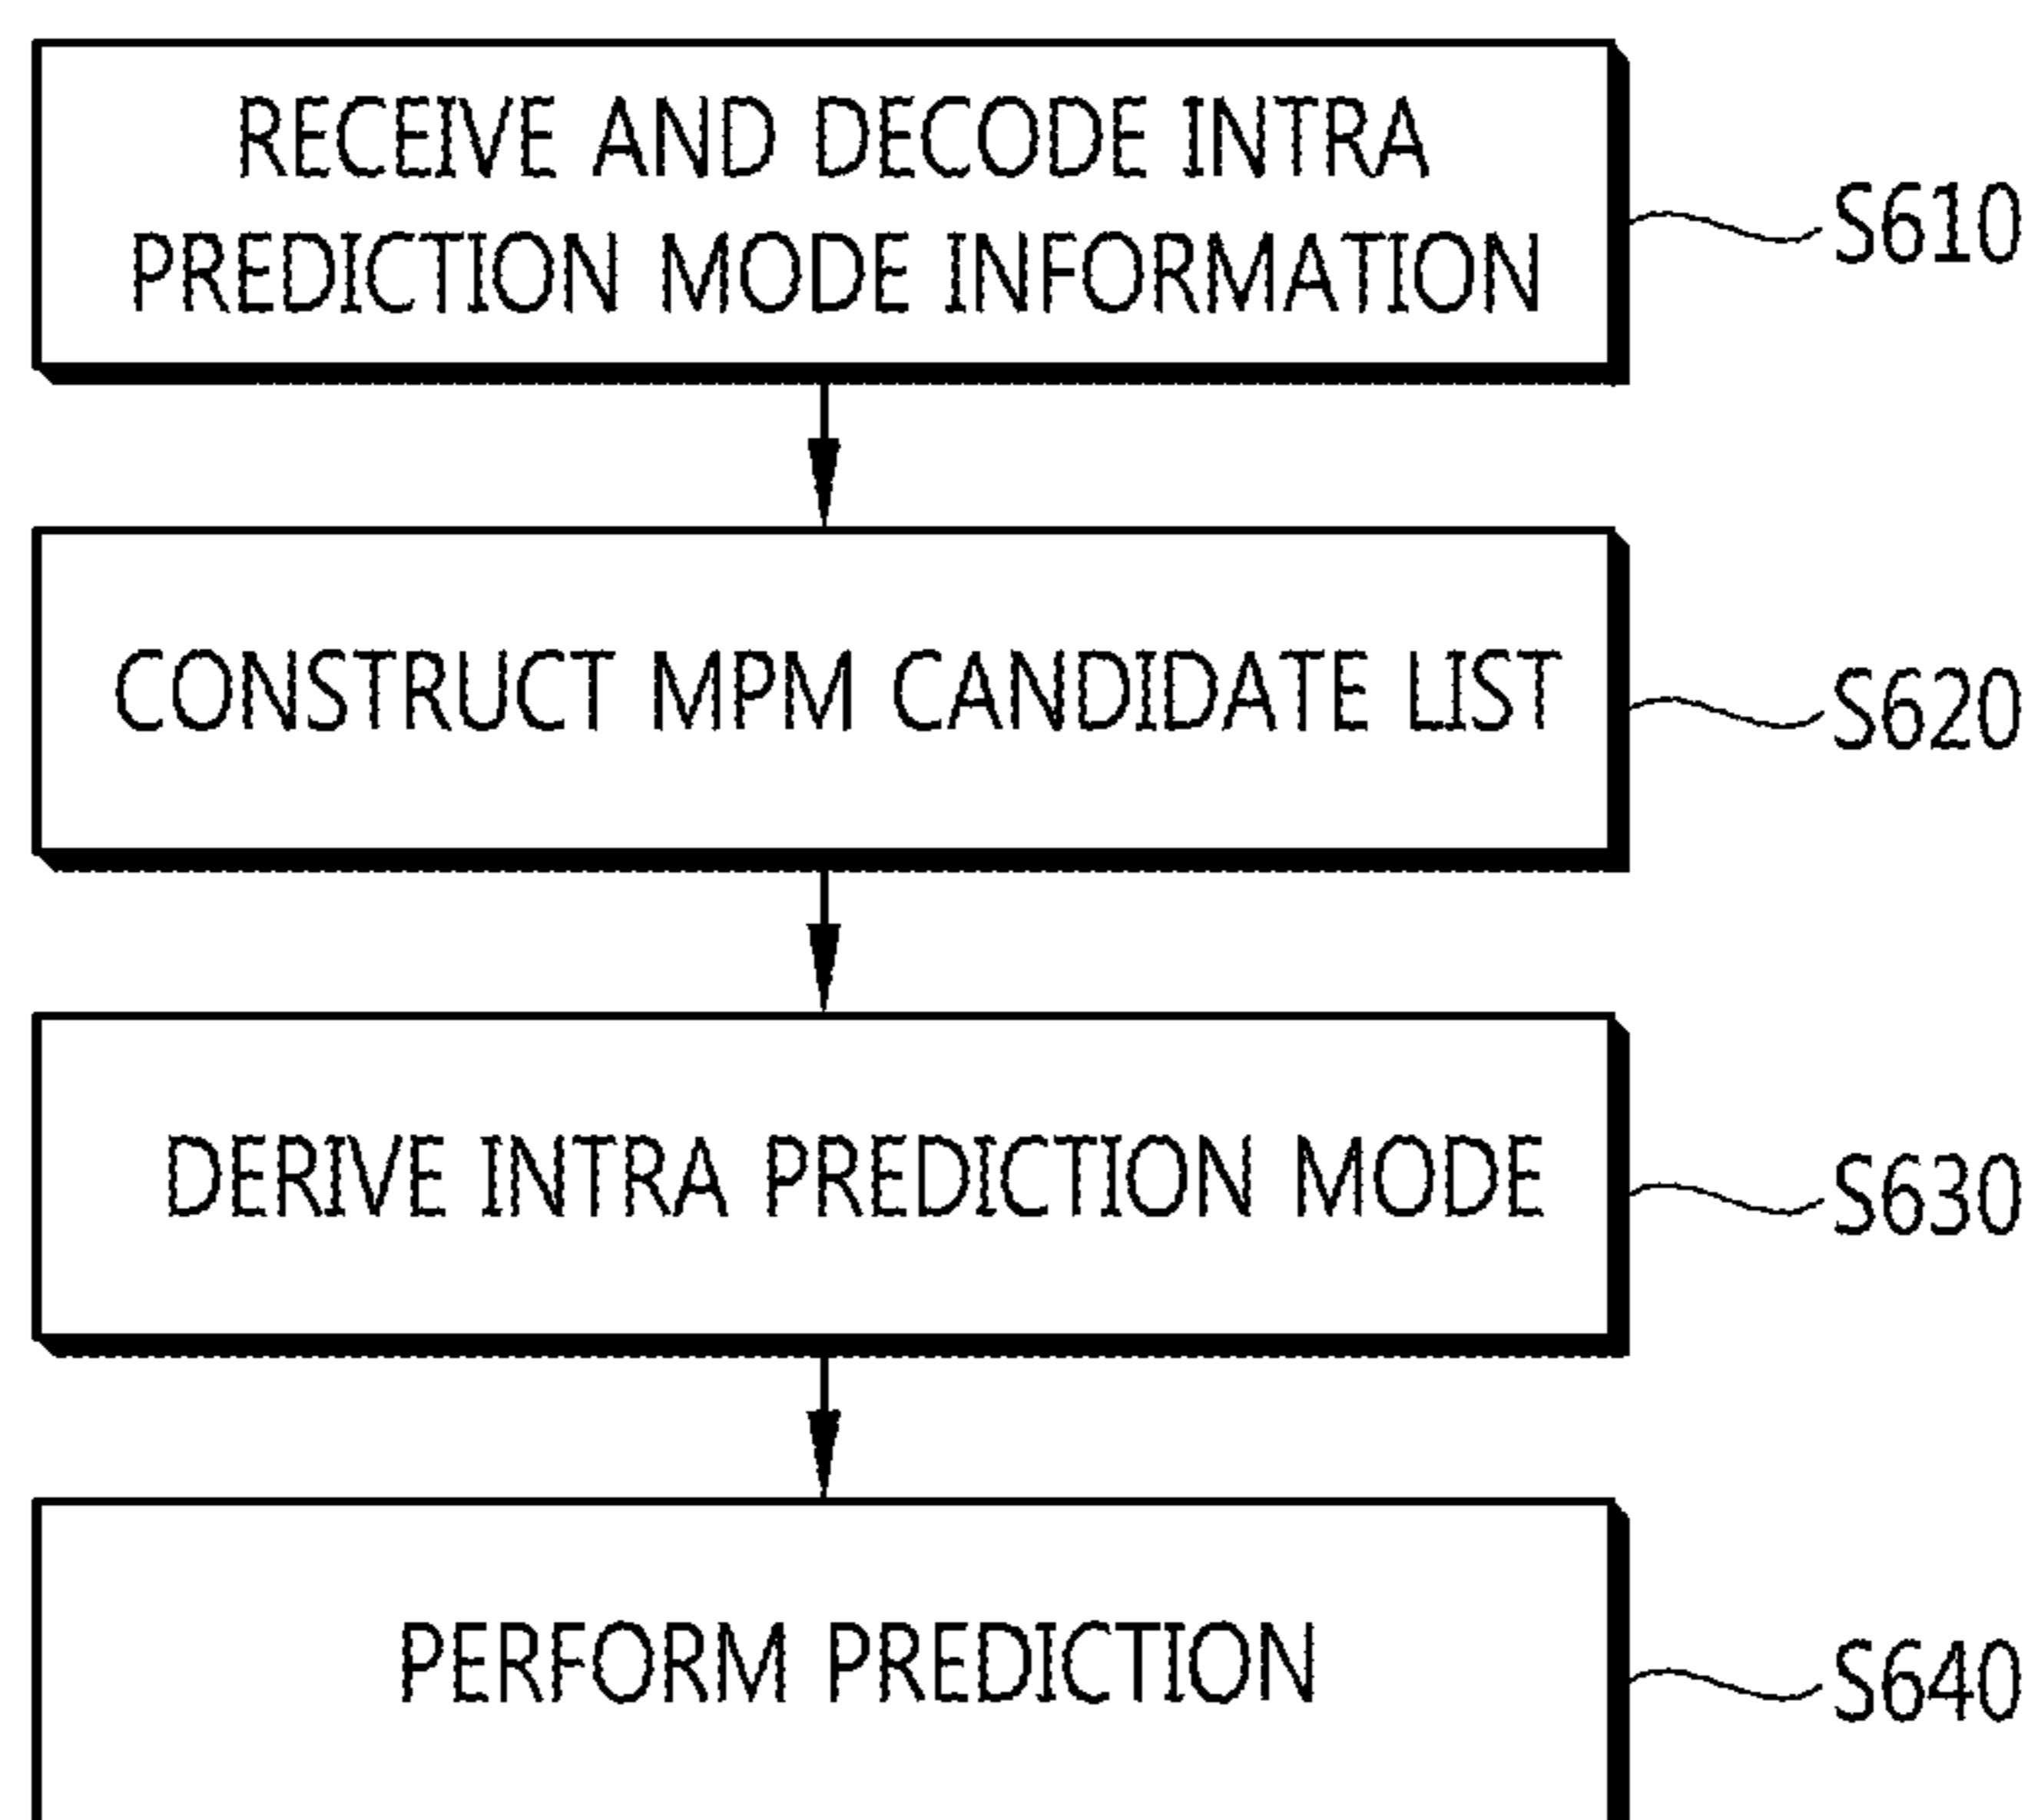 RECEIVE AND DECODE INTRA
PREDICTION MODE INFORMATION
S610
CONSTRUCT MPM CANDIDATE LIST
S620
DERIVE INTRA PREDICTION MODE
S630
PERFORM PREDICTION
S640